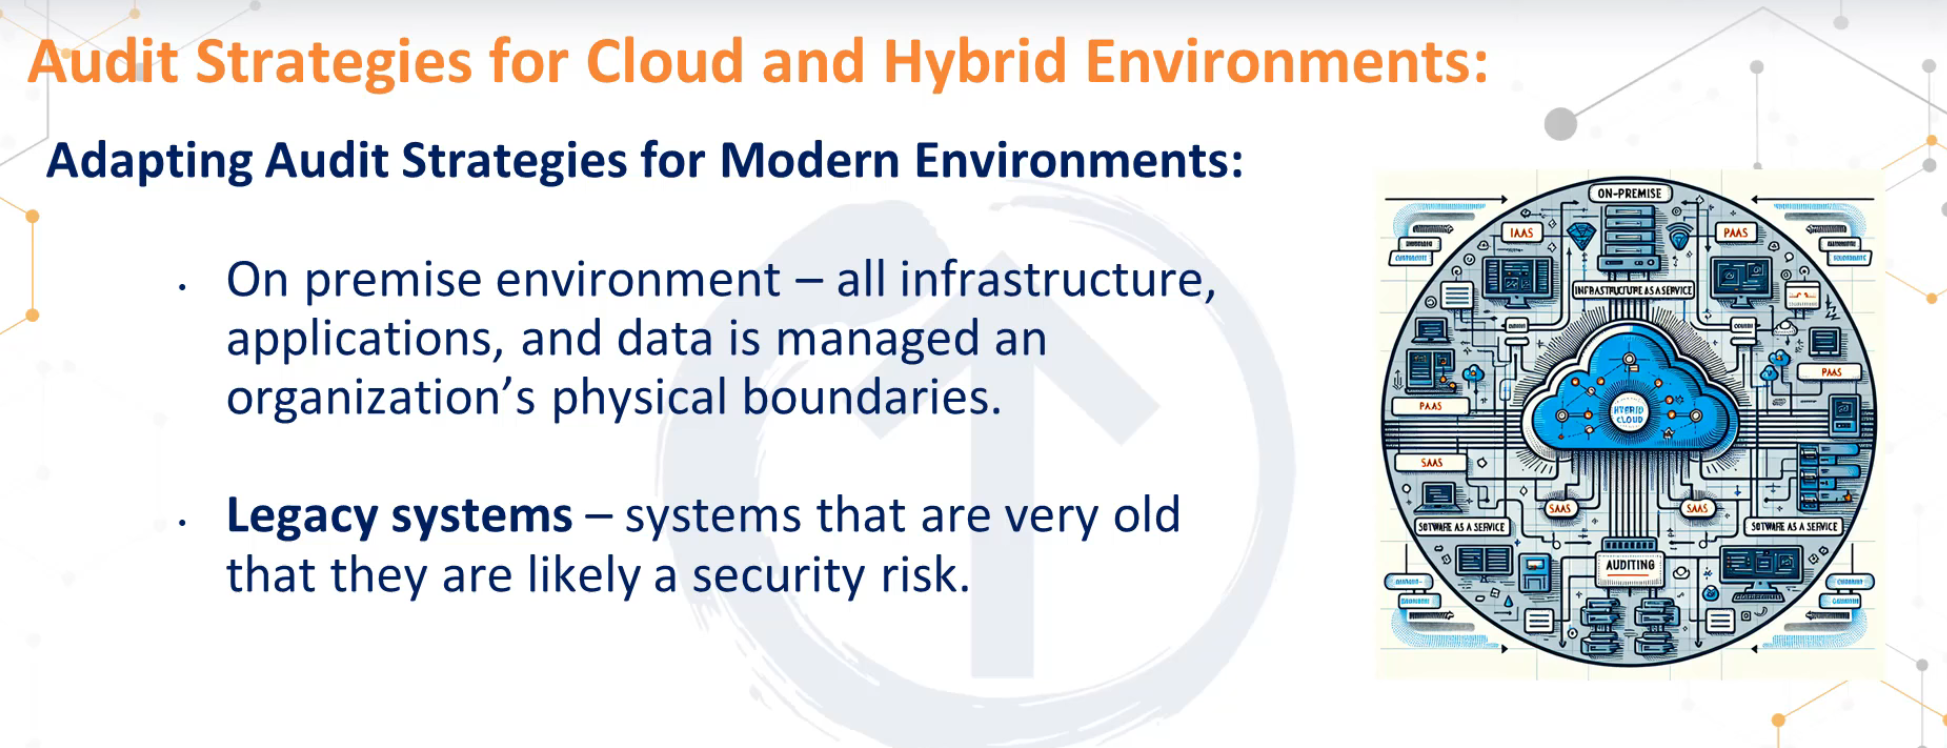 Audit Strategies for Cloud and Hybrid Environments:
Adapting Audit Strategies for Modern Environments:
• On premise environment – all infrastructure,
applications, and data is managed an
organization’s physical boundaries.
• Legacy systems – systems that are very old
that they are likely a security risk.
ON-PREMISE
IAAS
PAAS
INFRASTRUCTURE AS A SERVICE
PAAS
PAAS
HYBRID
CLOUD
SAAS
SAAS
SAAS
SOTWAFE AS A SERVICE
SOTWAFE AS A SERVICE
AUDITING